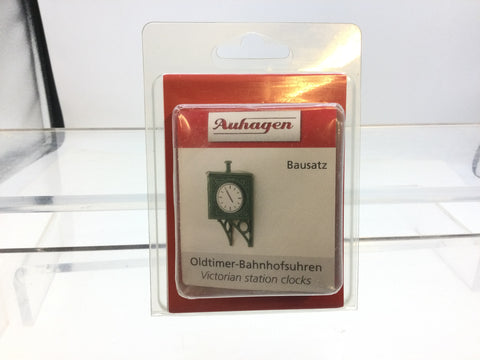 Auhagen
Bausatz
Oldtimer-Bahnhofsuhren
Victorian station clocks